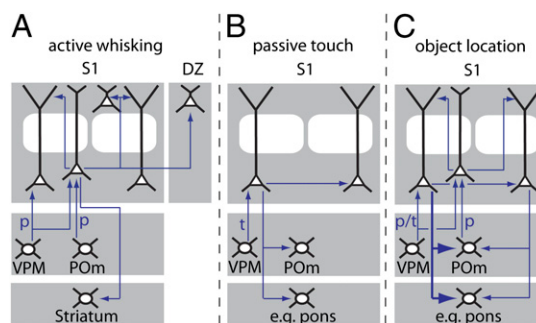 A
active whisking
S1
DZ
p
p
VPM
POm
Striatum
B
passive touch
S1
t
VPM
POm
e.g. pons
C
object location
S1
p/t
p
VPM
POm
e.g. pons